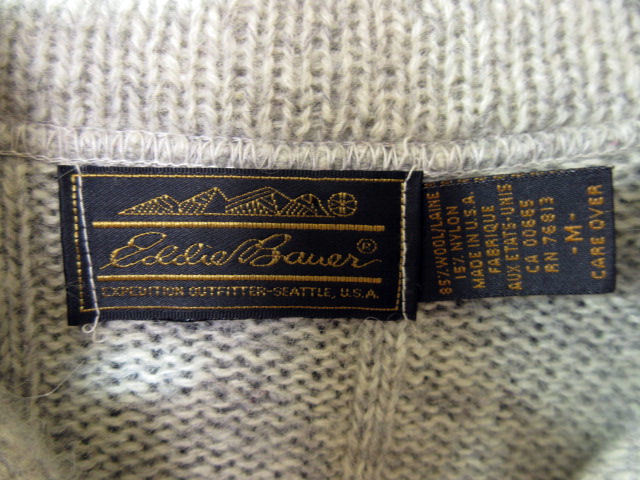 Eddie Bauer®
EXPEDITION OUTFITTER-SEATTLE, U.S.A.
85% WOOL/LAINE
15% NYLON
MADE IN U.S.A.
FABRIQUE
AUX ETATS-UNIS
CA 00665
RN 76813
-M-
CARE OVER